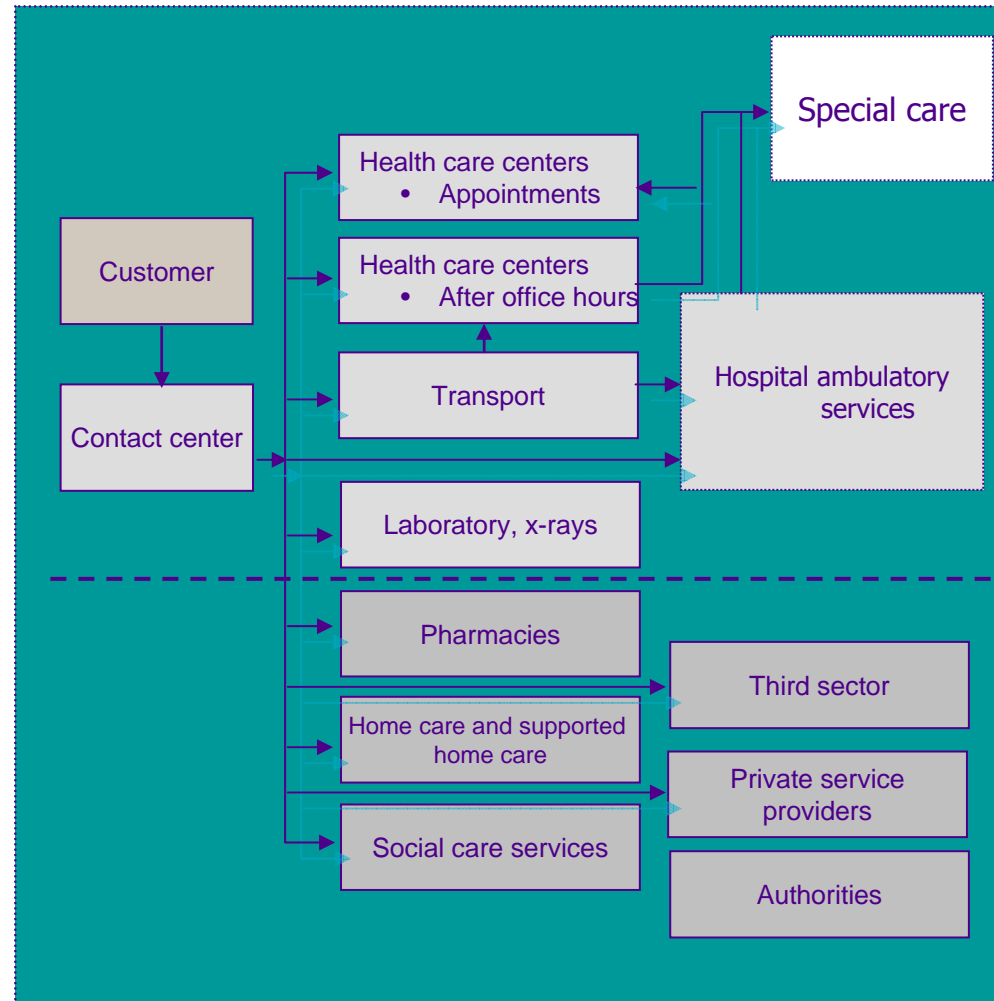 Special care
Health care centers
• Appointments
Customer
Health care centers
• After office hours
Contact center
Transport
Hospital ambulatory
services
Laboratory, x-rays
Pharmacies
Third sector
Home care and supported
home care
Private service
providers
Social care services
Authorities